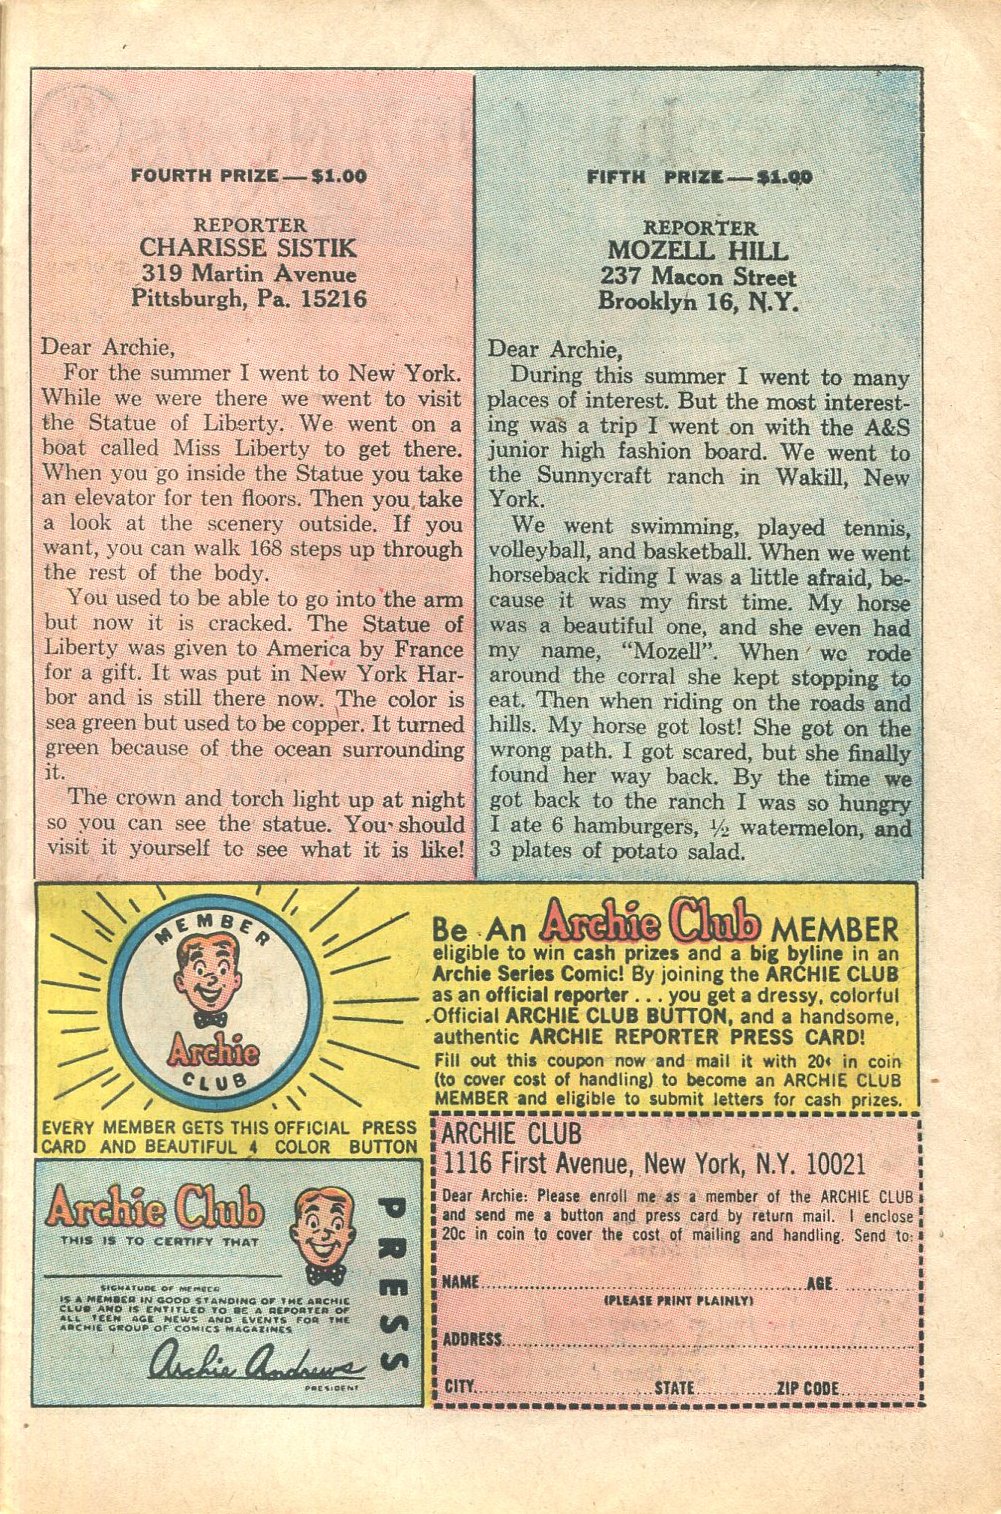 FOURTH PRIZE — $1.00
REPORTER
CHARISSE SISTIK
319 Martin Avenue
Pittsburgh, Pa. 15216
Dear Archie,
For the summer I went to New York.
While we were there we went to visit
the Statue of Liberty. We went on a
boat called Miss Liberty to get there.
When you go inside the Statue you take
an elevator for ten floors. Then you take
a look at the scenery outside. If you
want, you can walk 168 steps up through
the rest of the body.
You used to be able to go into the arm
but now it is cracked. The Statue of
Liberty was given to America by France
for a gift. It was put in New York Har-
bor and is still there now. The color is
sea green but used to be copper. It turned
green because of the ocean surrounding
it.
The crown and torch light up at night
so you can see the statue. You should
visit it yourself to see what it is like!
FIFTH PRIZE — $1.00
REPORTER
MOZELL HILL
237 Macon Street
Brooklyn 16, N.Y.
Dear Archie,
During this summer I went to many
places of interest. But the most interest-
ing was a trip I went on with the A&S
junior high fashion board. We went to
the Sunnycraft ranch in Wakill, New
York.
We went swimming, played tennis,
volleyball, and basketball. When we went
horseback riding I was a little afraid, be-
cause it was my first time. My horse
was a beautiful one, and she even had
my name, "Mozell". When we rode
around the corral she kept stopping to
eat. Then when riding on the roads and
hills. My horse got lost! She got on the
wrong path. I got scared, but she finally
found her way back. By the time we
got back to the ranch I was so hungry
I ate 6 hamburgers, ½ watermelon, and
3 plates of potato salad.
MEMBER
Archie
CLUB
EVERY MEMBER GETS THIS OFFICIAL PRESS
CARD AND BEAUTIFUL 4 COLOR BUTTON
Be An Archie Club MEMBER
eligible to win cash prizes and a big byline in an
Archie Series Comic! By joining the ARCHIE CLUB
as an official reporter . . . you get a dressy, colorful
Official ARCHIE CLUB BUTTON, and a handsome,
authentic ARCHIE REPORTER PRESS CARD!
Fill out this coupon now and mail it with 20¢ in coin
(to cover cost of handling) to become an ARCHIE CLUB
MEMBER and eligible to submit letters for cash prizes.
Archie Club
THIS IS TO CERTIFY THAT
SIGNATURE OF MEMBER
IS A MEMBER IN GOOD STANDING OF THE ARCHIE
CLUB AND IS ENTITLED TO BE A REPORTER OF
ALL TEEN AGE NEWS AND EVENTS FOR THE
ARCHIE GROUP OF COMICS MAGAZINES
Archie Andrews
PRESIDENT
PRESS
ARCHIE CLUB
1116 First Avenue, New York, N.Y. 10021
Dear Archie: Please enroll me as a member of the ARCHIE CLUB
and send me a button and press card by return mail. I enclose
20c in coin to cover the cost of mailing and handling. Send to:
NAME AGE
(PLEASE PRINT PLAINLY)
ADDRESS
CITY STATE ZIP CODE